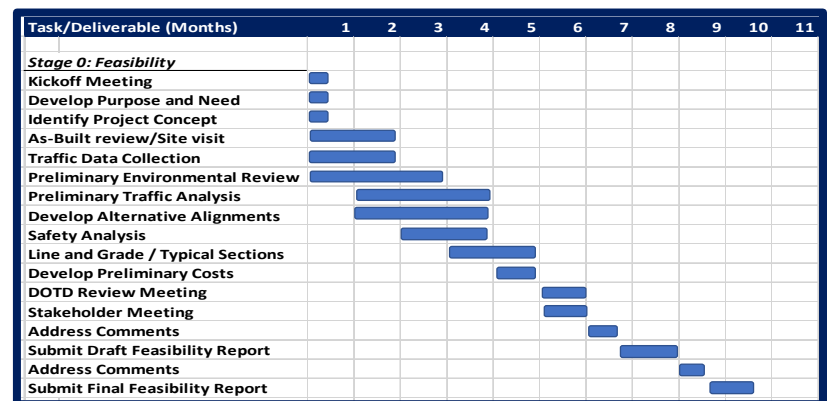 Task/Deliverable (Months) 1 2 3 4 5 6 7 8 9 10 11
Stage 0: Feasibility
Kickoff Meeting
Develop Purpose and Need
Identify Project Concept
As-Built review/Site visit
Traffic Data Collection
Preliminary Environmental Review
Preliminary Traffic Analysis
Develop Alternative Alignments
Safety Analysis
Line and Grade / Typical Sections
Develop Preliminary Costs
DOTD Review Meeting
Stakeholder Meeting
Address Comments
Submit Draft Feasibility Report
Address Comments
Submit Final Feasibility Report